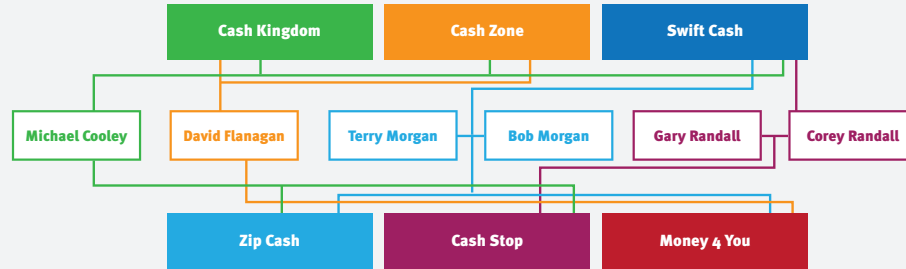 Cash Kingdom
Cash Zone
Swift Cash
Michael Cooley
David Flanagan
Terry Morgan
Bob Morgan
Gary Randall
Corey Randall
Zip Cash
Cash Stop
Money 4 You